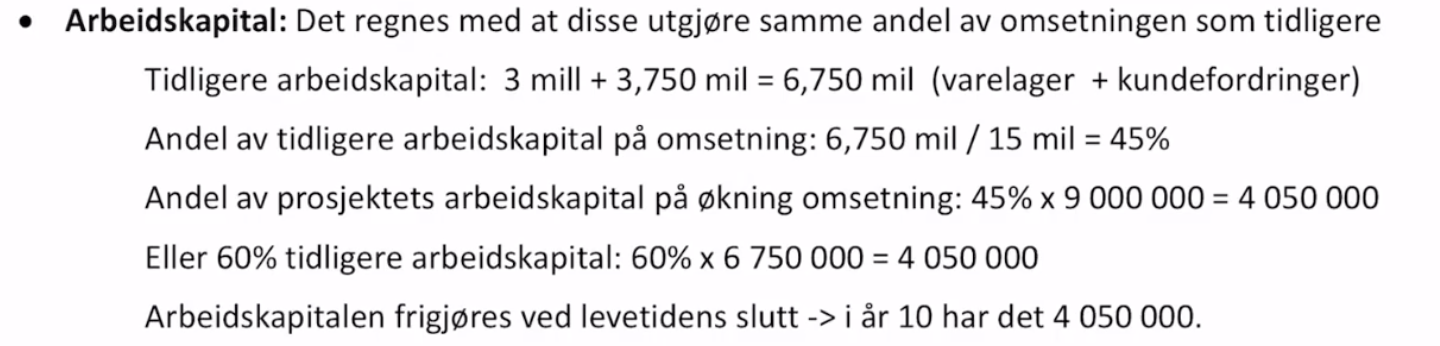 • Arbeidskapital: Det regnes med at disse utgjøre samme andel av omsetningen som tidligere
Tidligere arbeidskapital: 3 mill + 3,750 mil = 6,750 mil (varelager + kundefordringer)
Andel av tidligere arbeidskapital på omsetning: 6,750 mil / 15 mil = 45%
Andel av prosjektets arbeidskapital på økning omsetning: 45% x 9 000 000 = 4 050 000
Eller 60% tidligere arbeidskapital: 60% x 6 750 000 = 4 050 000
Arbeidskapitalen frigjøres ved levetidens slutt -> i år 10 har det 4 050 000.